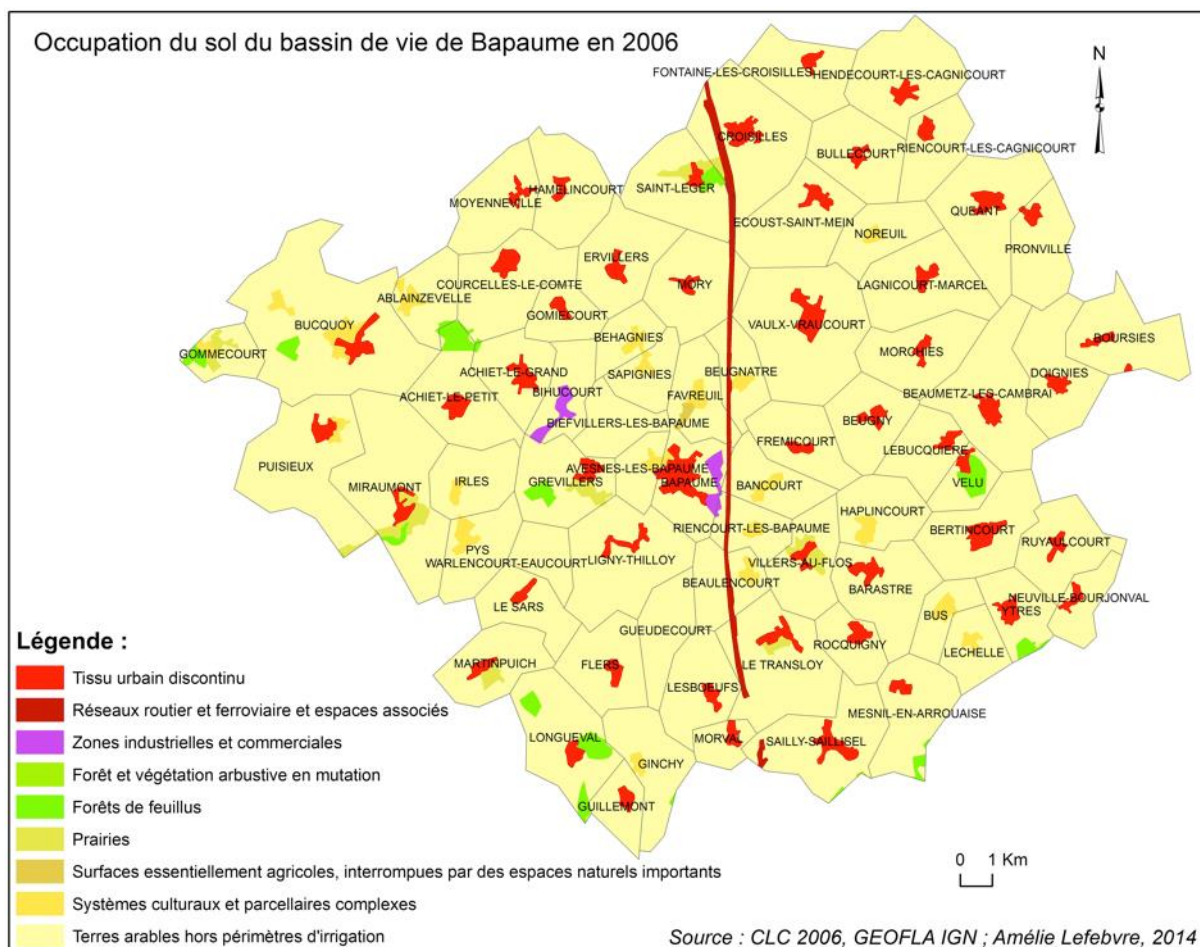 Occupation du sol du bassin de vie de Bapaume en 2006
N
FONTAINE-LES-CROISILLES
HENDECOURT-LES-CAGNICOURT
CROISILLES
BULLECOURT
RIENCOURT-LES-CAGNICOURT
SAINT-LEGER
HAMELINCOURT
MOYENNEVILLE
ECOUST-SAINT-MEIN
QUEANT
NOREUIL
PRONVILLE
ERVILLERS
COURCELLES-LE-COMTE
MORY
LAGNICOURT-MARCEL
ABLAINZEVELLE
GOMIECOURT
BUCQUOY
VAULX-VRAUCOURT
BEHAGNIES
BOURSIES
GOMMECOURT
MORCHIES
ACHIET-LE-GRAND
SAPIGNIES
BEUGNATRE
DOIGNIES
BIHUCOURT
ACHIET-LE-PETIT
FAVREUIL
BEAUMETZ-LES-CAMBRAI
BIEFVILLERS-LES-BAPAUME
BEUGNY
FREMICOURT
LEBUCQUIERE
PUISIEUX
AVESNES-LES-BAPAUME
MIRAUMONT
IRLES
GREVILLERS
BAPAUME
BANCOURT
VELU
HAPLINCOURT
RIENCOURT-LES-BAPAUME
BERTINCOURT
RUYAULCOURT
PYS
WARLENCOURT-EAUCOURT
LIGNY-THILLOY
VILLERS-AU-FLOS
BEAULENCOURT
BARASTRE
NEUVILLE-BOURJONVAL
LE SARS
YTRES
BUS
GUEUDECOURT
ROCQUIGNY
LECHELLE
MARTINPUICH
FLERS
LE TRANSLOY
LESBOEUFS
MESNIL-EN-ARROUAISE
LONGUEVAL
MORVAL
SAILLY-SAILLISEL
GINCHY
GUILLEMONT
Légende :
Tissu urbain discontinu
Réseaux routier et ferroviaire et espaces associés
Zones industrielles et commerciales
Forêt et végétation arbustive en mutation
Forêts de feuillus
Prairies
Surfaces essentiellement agricoles, interrompues par des espaces naturels importants
Systèmes culturaux et parcellaires complexes
Terres arables hors périmètres d'irrigation
0 1 Km
Source : CLC 2006, GEOFLA IGN ; Amélie Lefebvre, 2014